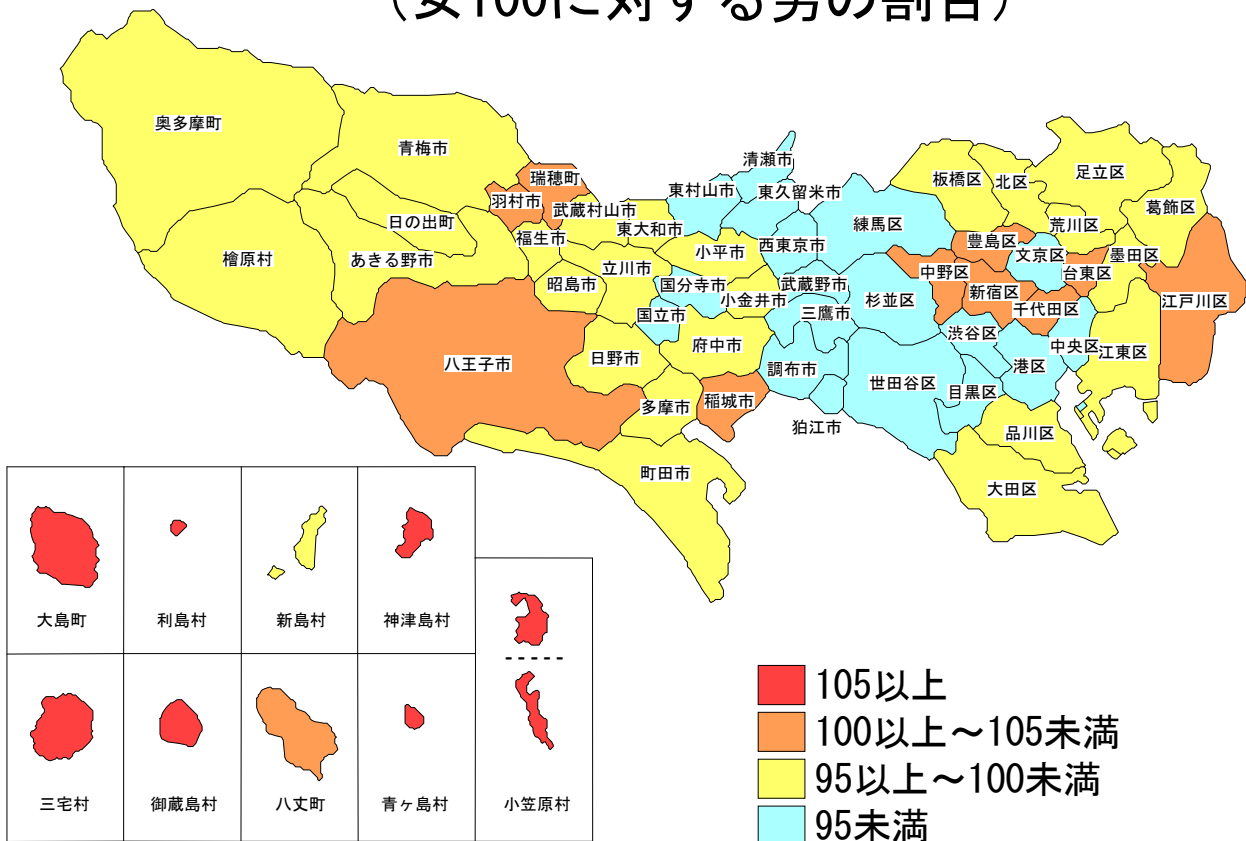 (女100に対する男の割合)
奥多摩町
青梅市
瑞穂町
羽村市
武蔵村山市
日の出町
福生市
東大和市
檜原村
あきる野市
立川市
昭島市
八王子市
日野市
多摩市
稲城市
町田市
清瀬市
東村山市
東久留米市
小平市
西東京市
国分寺市
小金井市
武蔵野市
国立市
三鷹市
府中市
調布市
狛江市
板橋区
北区
足立区
葛飾区
荒川区
練馬区
豊島区
文京区
墨田区
台東区
中野区
新宿区
千代田区
江戸川区
杉並区
渋谷区
中央区
江東区
港区
世田谷区
目黒区
品川区
大田区
大島町
利島村
新島村
神津島村
三宅村
御蔵島村
八丈町
青ヶ島村
小笠原村
105以上
100以上～105未満
95以上～100未満
95未満